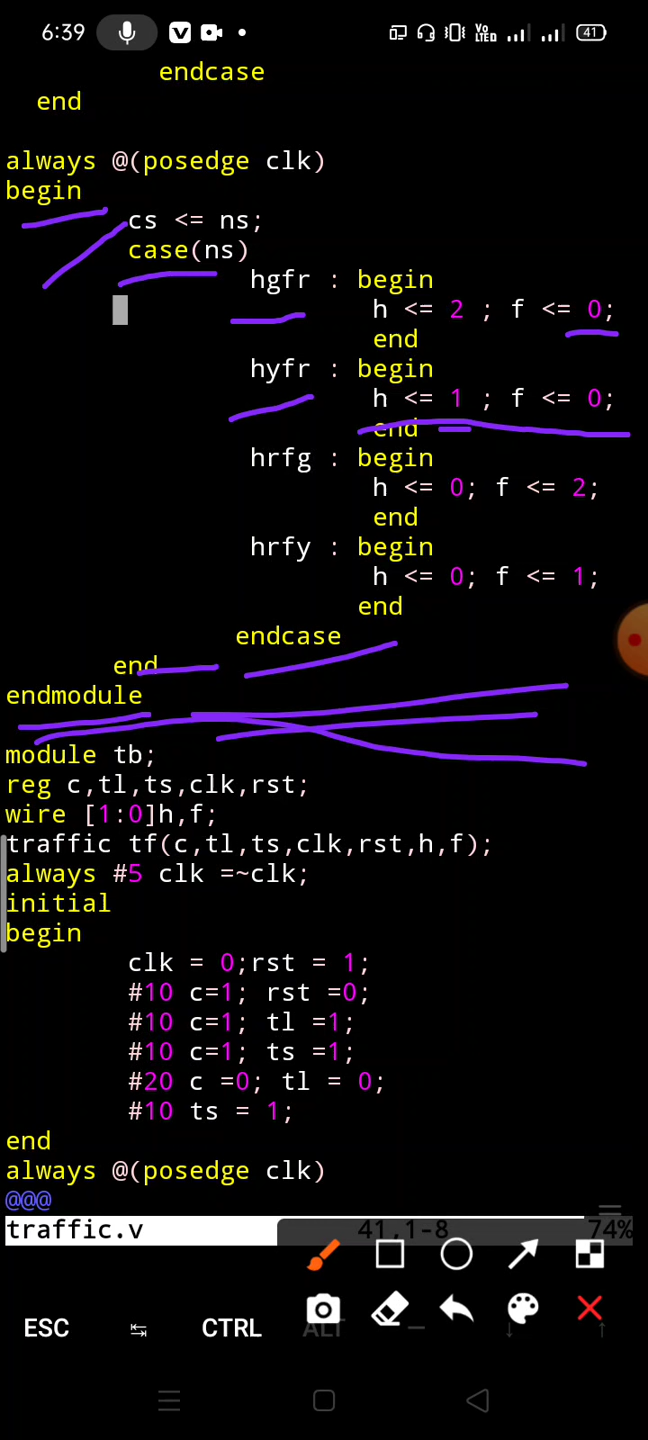 6:39 V Vo LTED 41
endcase
end
always @(posedge clk)
begin
cs <= ns;
case(ns)
hgfr : begin
h <= 2 ; f <= 0;
end
hyfr : begin
h <= 1 ; f <= 0;
end
hrfg : begin
h <= 0; f <= 2;
end
hrfy : begin
h <= 0; f <= 1;
end
endcase
end
endmodule
module tb;
reg c,tl,ts,clk,rst;
wire [1:0]h,f;
traffic tf(c,tl,ts,clk,rst,h,f);
always #5 clk =~clk;
initial
begin
clk = 0;rst = 1;
#10 c=1; rst =0;
#10 c=1; tl =1;
#10 c=1; ts =1;
#20 c =0; tl = 0;
#10 ts = 1;
end
always @(posedge clk)
@@@
traffic.v 41,1-8 74%
ESC CTRL ALT